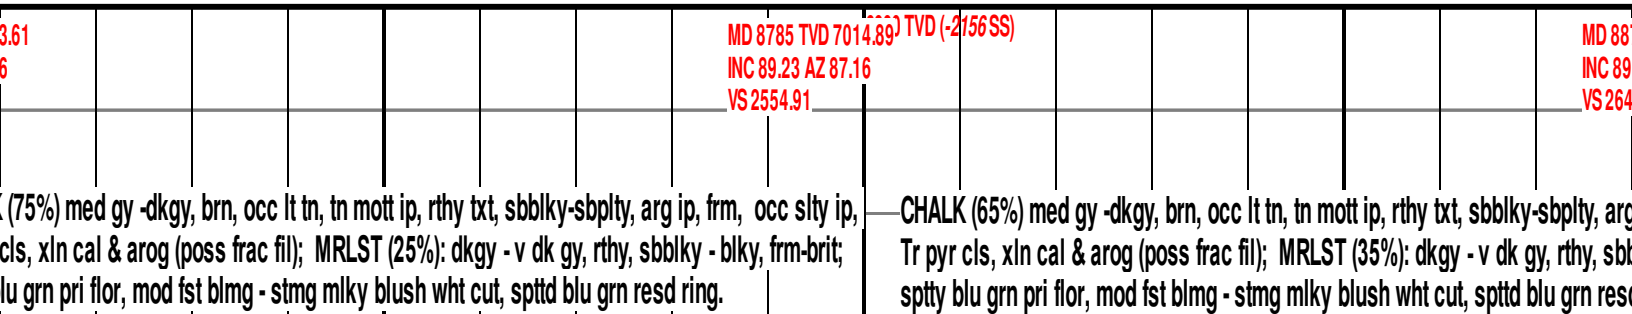 3.61
6
MD 8785 TVD 7014.89
INC 89.23 AZ 87.16
VS 2554.91
TVD (-2156 SS)
MD 88
INC 89
VS 264
(75%) med gy -dkgy, brn, occ lt tn, tn mott ip, rthy txt, sbblky-sbplty, arg ip, frm, occ slty ip,
cls, xln cal & arog (poss frac fil); MRLST (25%): dkgy - v dk gy, rthy, sbblky - blky, frm-brit;
lu grn pri flor, mod fst blmg - stmg mlky blush wht cut, spttd blu grn resd ring.
CHALK (65%) med gy -dkgy, brn, occ lt tn, tn mott ip, rthy txt, sbblky-sbplty, arg
Tr pyr cls, xln cal & arog (poss frac fil); MRLST (35%): dkgy - v dk gy, rthy, sbb
sptty blu grn pri flor, mod fst blmg - stmg mlky blush wht cut, spttd blu grn resd